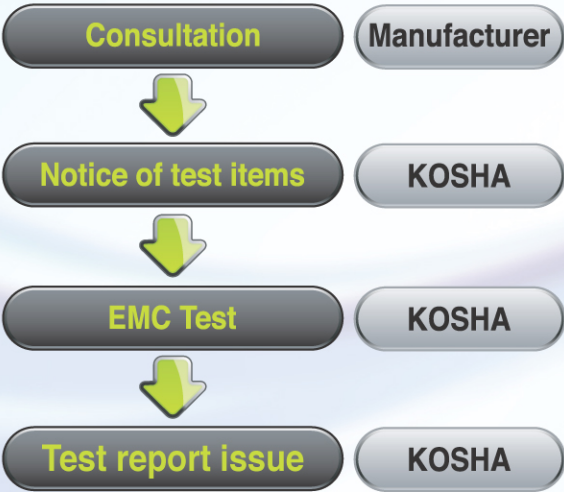 Consultation
Manufacturer
Notice of test items
KOSHA
EMC Test
KOSHA
Test report issue
KOSHA